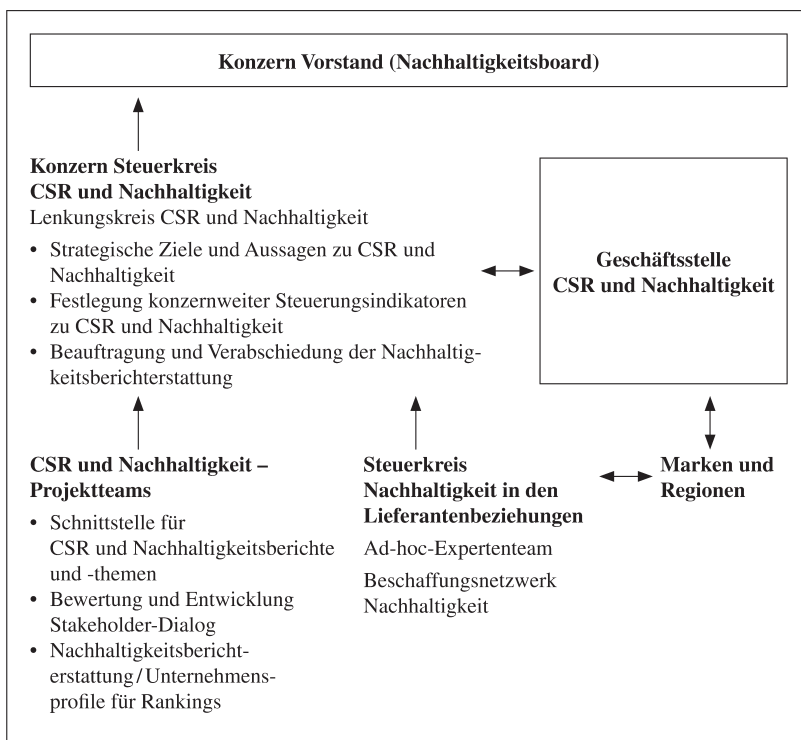 Konzern Vorstand (Nachhaltigkeitsboard)
Konzern Steuerkreis
CSR und Nachhaltigkeit
Lenkungskreis CSR und Nachhaltigkeit
• Strategische Ziele und Aussagen zu CSR und
Nachhaltigkeit
• Festlegung konzernweiter Steuerungsindikatoren
zu CSR und Nachhaltigkeit
• Beauftragung und Verabschiedung der Nachhaltig-
keitsberichterstattung
Geschäftsstelle
CSR und Nachhaltigkeit
CSR und Nachhaltigkeit –
Projektteams
• Schnittstelle für
CSR und Nachhaltigkeitsberichte
und -themen
• Bewertung und Entwicklung
Stakeholder-Dialog
• Nachhaltigkeitsbericht-
erstattung/Unternehmens-
profile für Rankings
Steuerkreis
Nachhaltigkeit in den
Lieferantenbeziehungen
Ad-hoc-Expertenteam
Beschaffungsnetzwerk
Nachhaltigkeit
Marken und
Regionen